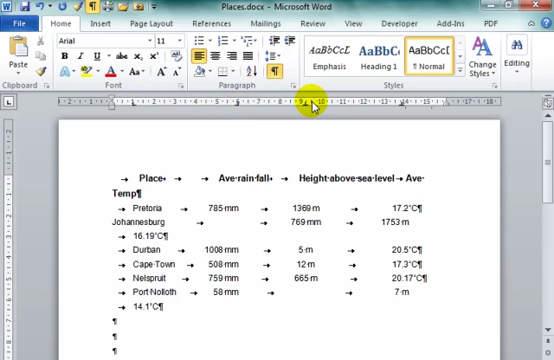 Places.docx - Microsoft Word
File Home Insert Page Layout References Mailings Review View Developer Add-Ins PDF
Arial 11
Paste
AaBbCcD AaBbC AaBbCcD
Emphasis Heading 1 ¶ Normal
Change Styles
Editing
Clipboard Font Paragraph Styles
→ Place → → Ave·rain·fall → Height·above·sea·level → Ave·
Temp¶
→ Pretoria → 785·mm → 1369·m → 17.2°C¶
Johannesburg → → 769·mm → 1753·m
→ 16.19°C¶
→ Durban → 1008·mm → 5·m → 20.5°C¶
→ Cape·Town → 508·mm → 12·m → 17.3°C¶
→ Nelspruit → 759·mm → 665·m → 20.17°C¶
→ Port·Nolloth → 58·mm → → 7·m
→ 14.1°C¶
¶
¶
¶